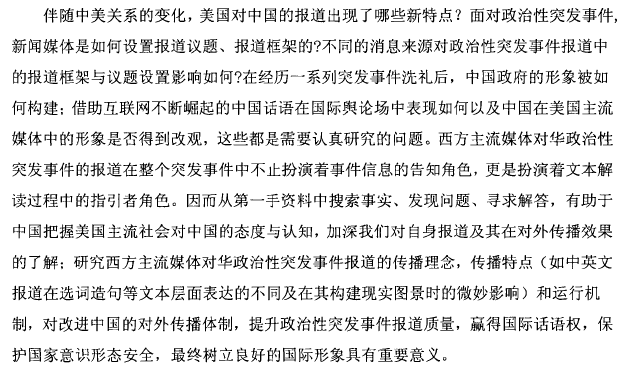 伴随中美关系的变化，美国对中国的报道出现了哪些新特点？面对政治性突发事件，
新闻媒体是如何设置报道议题、报道框架的?不同的消息来源对政治性突发事件报道中
的报道框架与议题设置影响如何?在经历一系列突发事件洗礼后，中国政府的形象被如
何构建；借助互联网不断崛起的中国话语在国际舆论场中表现如何以及中国在美国主流
媒体中的形象是否得到改观，这些都是需要认真研究的问题。西方主流媒体对华政治性
突发事件的报道在整个突发事件中不止扮演着事件信息的告知角色，更是扮演着文本解
读过程中的指引者角色。因而从第一手资料中搜索事实、发现问题、寻求解答，有助于
中国把握美国主流社会对中国的态度与认知，加深我们对自身报道及其在对外传播效果
的了解；研究西方主流媒体对华政治性突发事件报道的传播理念，传播特点（如中英文
报道在选词造句等文本层面表达的不同及在其构建现实图景时的微妙影响）和运行机
制，对改进中国的对外传播体制，提升政治性突发事件报道质量，赢得国际话语权，保
护国家意识形态安全，最终树立良好的国际形象具有重要意义。